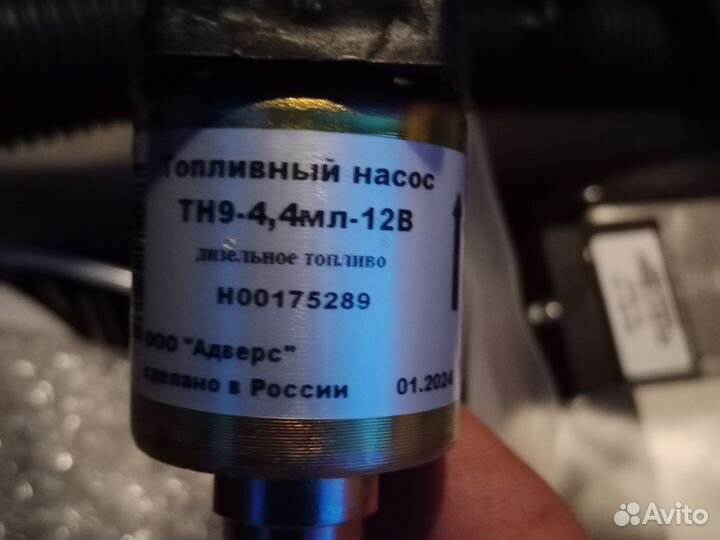 Топливный насос
ТН9-4,4мл-12В
дизельное топливо
Н00175289
ООО "Адверс"
сделано в России 01.2024
Avito